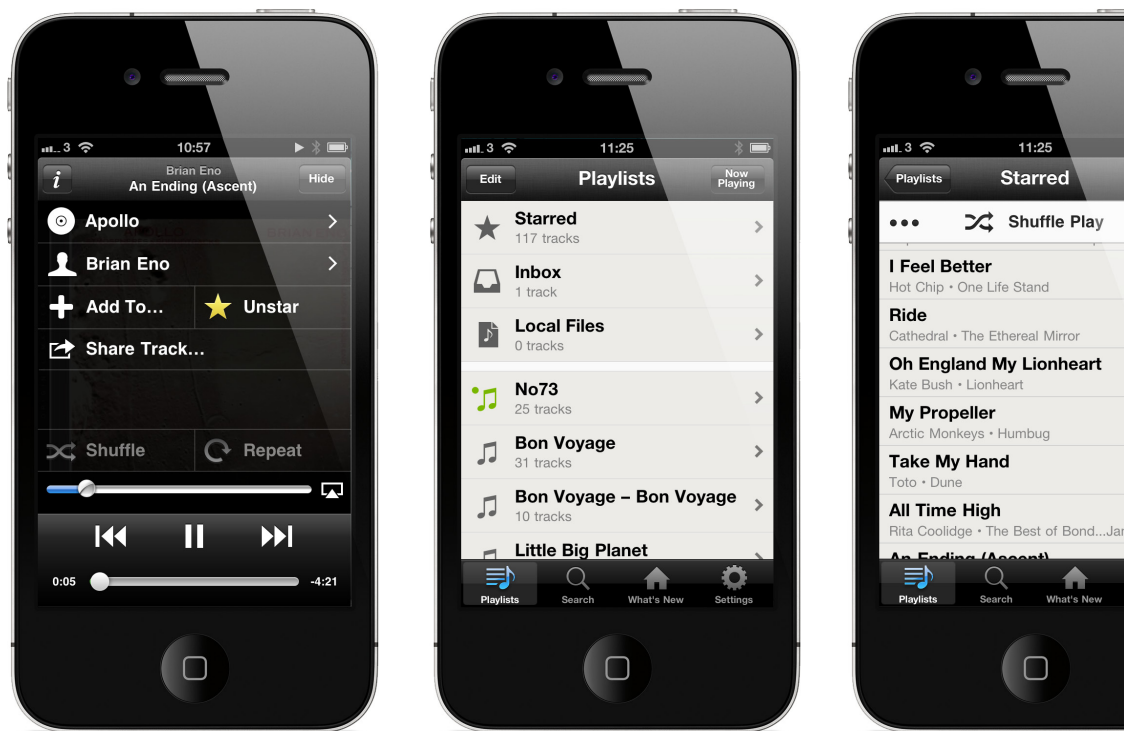 3 10:57
Brian Eno
An Ending (Ascent)
i
Hide
Apollo
Brian Eno
Add To...
Unstar
Share Track...
Shuffle
Repeat
0:05
-4:21
3 11:25
Edit
Playlists
Now
Playing
Starred
117 tracks
Inbox
1 track
Local Files
0 tracks
No73
25 tracks
Bon Voyage
31 tracks
Bon Voyage – Bon Voyage
10 tracks
Little Big Planet
Playlists
Search
What's New
Settings
3 11:25
Playlists
Starred
Shuffle Play
I Feel Better
Hot Chip • One Life Stand
Ride
Cathedral • The Ethereal Mirror
Oh England My Lionheart
Kate Bush • Lionheart
My Propeller
Arctic Monkeys • Humbug
Take My Hand
Toto • Dune
All Time High
Rita Coolidge • The Best of Bond...Jar
An Ending (Ascent)
Playlists
Search
What's New